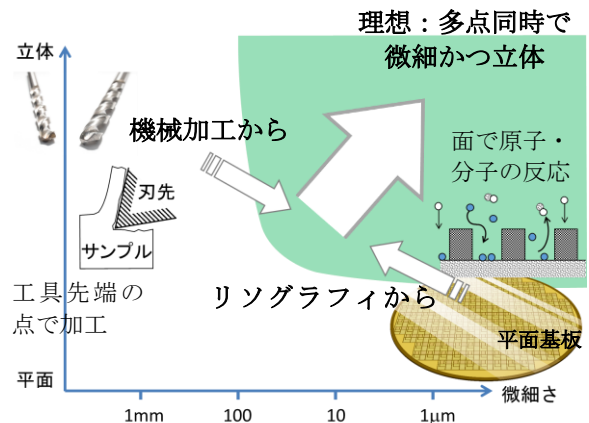 理想：多点同時で
微細かつ立体
立体
機械加工から
面で原子・
分子の反応
刃先
サンプル
工具先端の
点で加工
リソグラフィから
平面基板
平面
微細さ
1mm
100
10
1μm